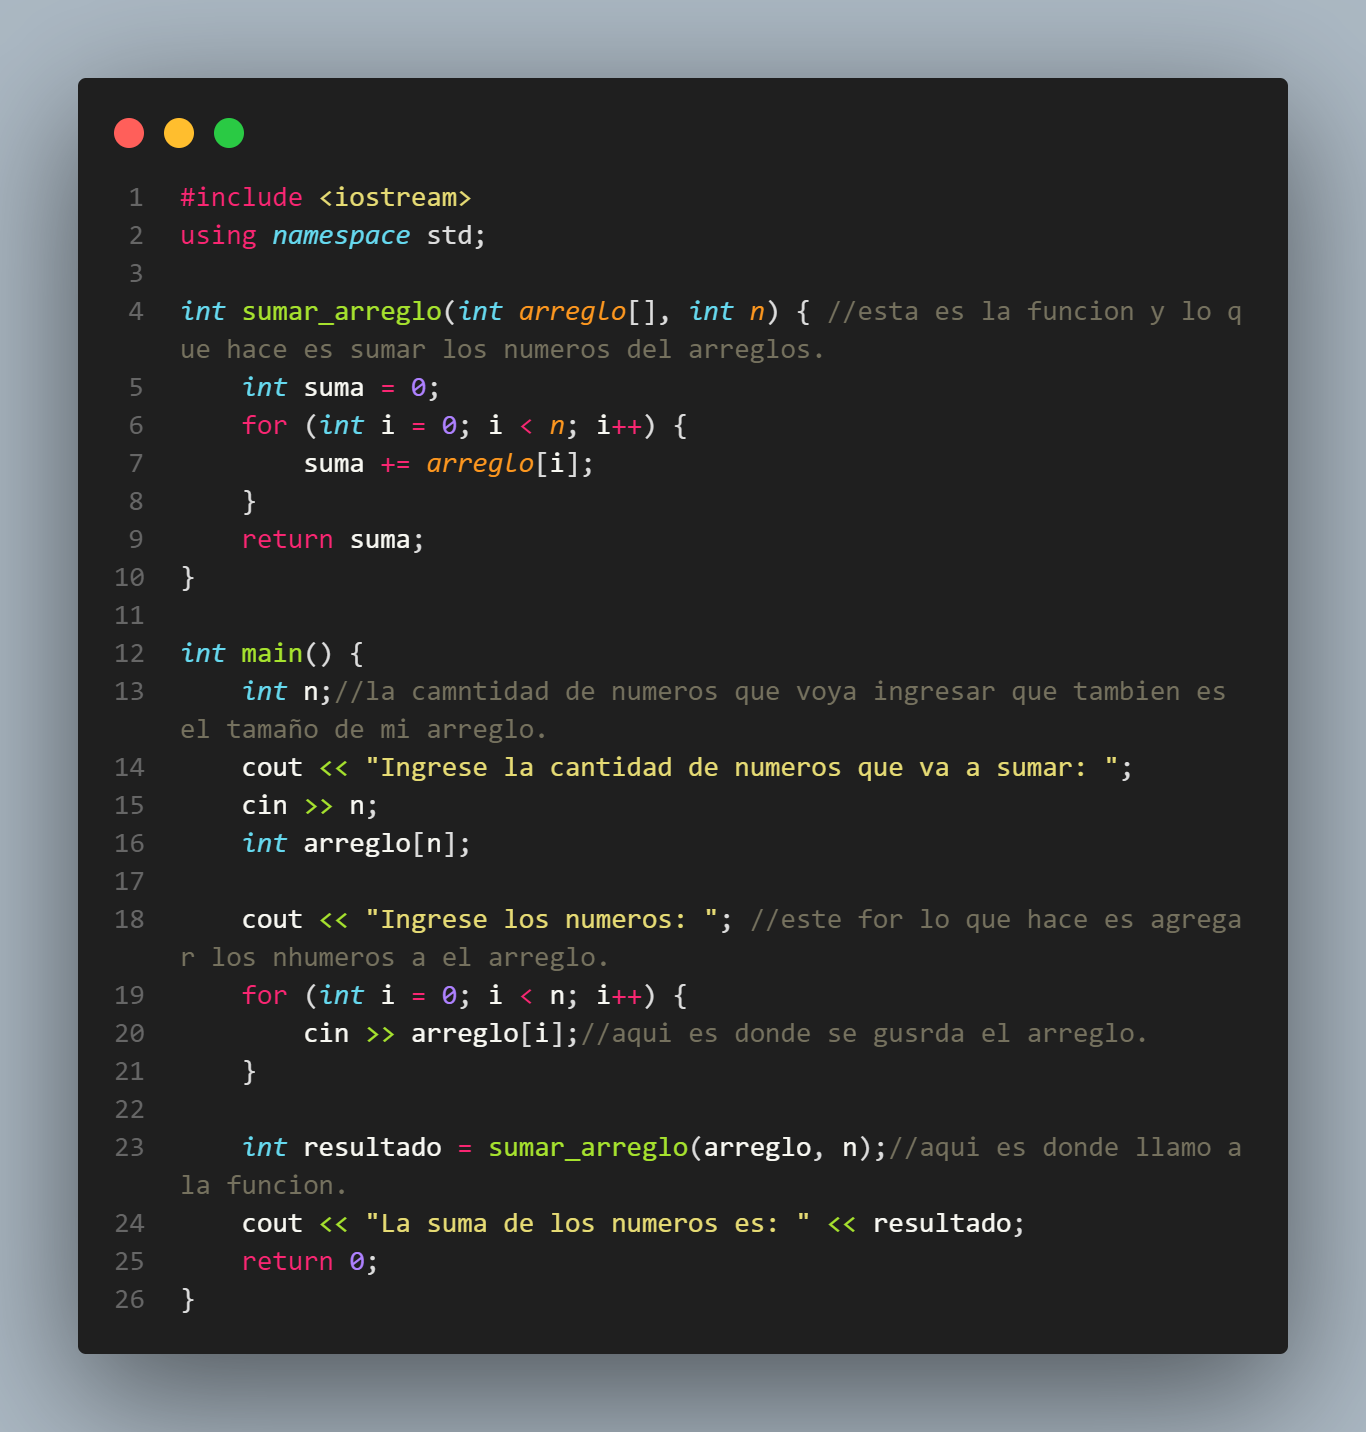 1 #include <iostream>
2 using namespace std;
3
4 int sumar_arreglo(int arreglo[], int n) { //esta es la funcion y lo q
ue hace es sumar los numeros del arreglos.
5     int suma = 0;
6     for (int i = 0; i < n; i++) {
7         suma += arreglo[i];
8     }
9     return suma;
10 }
11
12 int main() {
13     int n;//la camntidad de numeros que voya ingresar que tambien es
el tamaño de mi arreglo.
14     cout << "Ingrese la cantidad de numeros que va a sumar: ";
15     cin >> n;
16     int arreglo[n];
17
18     cout << "Ingrese los numeros: "; //este for lo que hace es agrega
r los nhumeros a el arreglo.
19     for (int i = 0; i < n; i++) {
20         cin >> arreglo[i];//aqui es donde se gusrda el arreglo.
21     }
22
23     int resultado = sumar_arreglo(arreglo, n);//aqui es donde llamo a
la funcion.
24     cout << "La suma de los numeros es: " << resultado;
25     return 0;
26 }